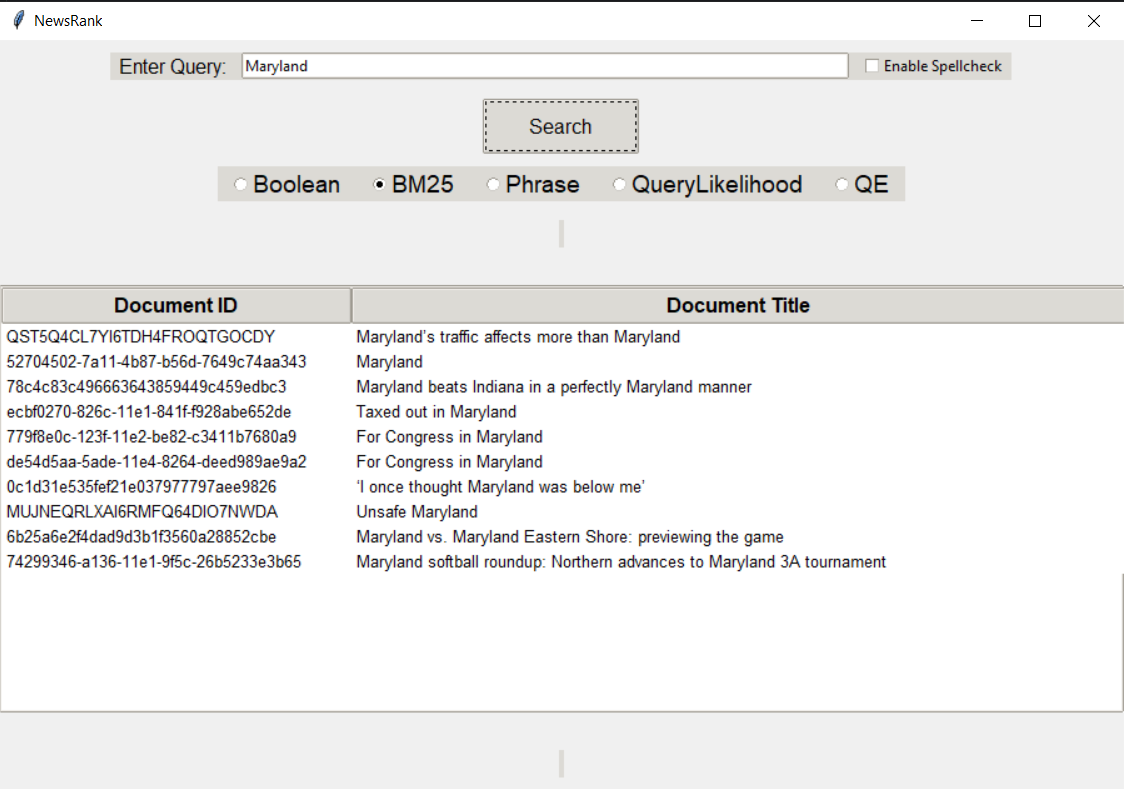 NewsRank
Enter Query: Maryland Enable Spellcheck
Search
Boolean BM25 Phrase QueryLikelihood QE
Document ID Document Title
QST5Q4CL7YI6TDH4FROQTGOCDY Maryland’s traffic affects more than Maryland
52704502-7a11-4b87-b56d-7649c74aa343 Maryland
78c4c83c496663643859449c459edbc3 Maryland beats Indiana in a perfectly Maryland manner
ecbf0270-826c-11e1-841f-f928abe652de Taxed out in Maryland
779f8e0c-123f-11e2-be82-c3411b7680a9 For Congress in Maryland
de54d5aa-5ade-11e4-8264-deed989ae9a2 For Congress in Maryland
0c1d31e535fef21e037977797aee9826 ‘I once thought Maryland was below me’
MUJNEQRLXAI6RMFQ64DIO7NWDA Unsafe Maryland
6b25a6e2f4dad9d3b1f3560a28852cbe Maryland vs. Maryland Eastern Shore: previewing the game
74299346-a136-11e1-9f5c-26b5233e3b65 Maryland softball roundup: Northern advances to Maryland 3A tournament